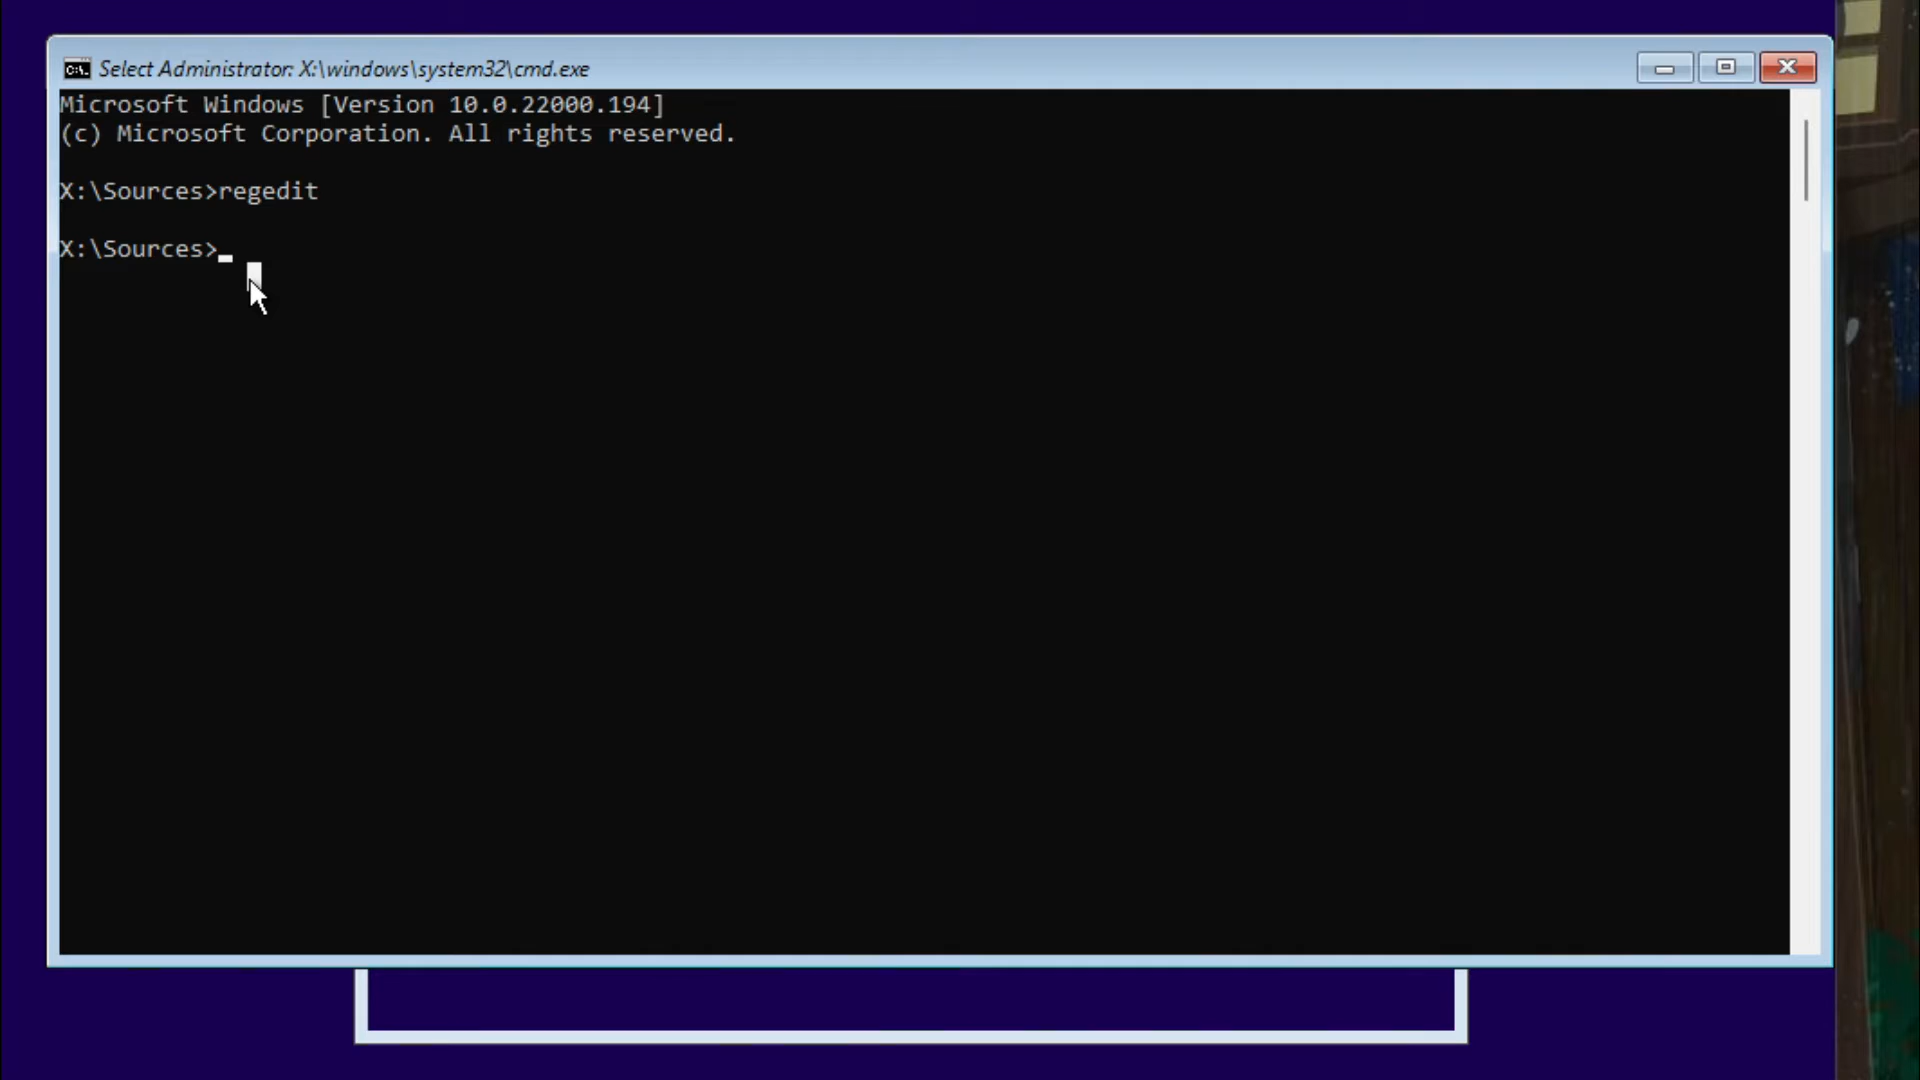 Select Administrator: X:\windows\system32\cmd.exe
Microsoft Windows [Version 10.0.22000.194]
(c) Microsoft Corporation. All rights reserved.
X:\Sources>regedit
X:\Sources>